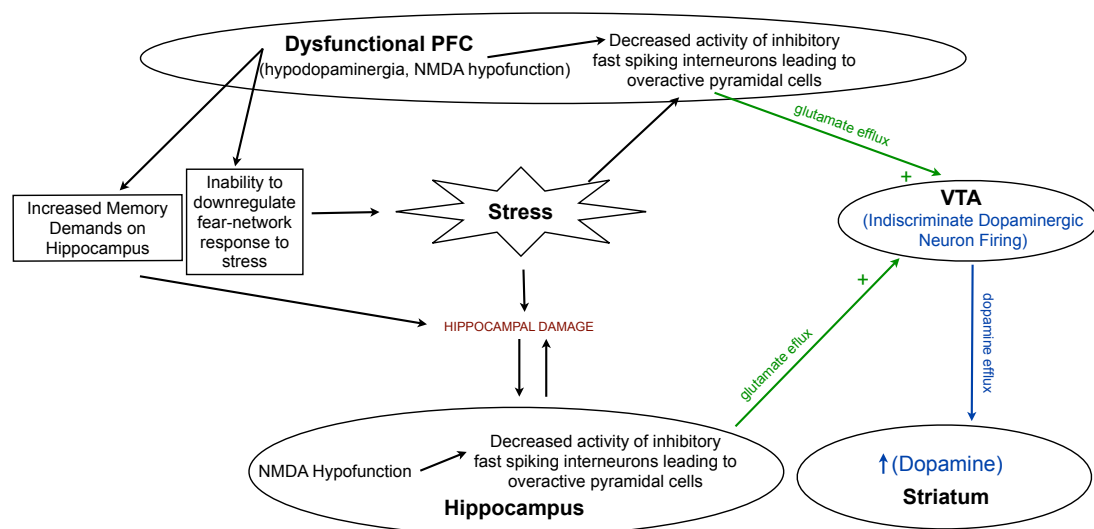 Dysfunctional PFC
(hypodopaminergia, NMDA hypofunction)
Decreased activity of inhibitory
fast spiking interneurons leading to
overactive pyramidal cells
glutamate efflux
+
Increased Memory
Demands on
Hippocampus
Inability to
downregulate
fear-network
response to
stress
Stress
VTA
(Indiscriminate Dopaminergic
Neuron Firing)
+
HIPPOCAMPAL DAMAGE
glutamate eflux
dopamine efflux
NMDA Hypofunction
Decreased activity of inhibitory
fast spiking interneurons leading to
overactive pyramidal cells
Hippocampus
(Dopamine)
Striatum